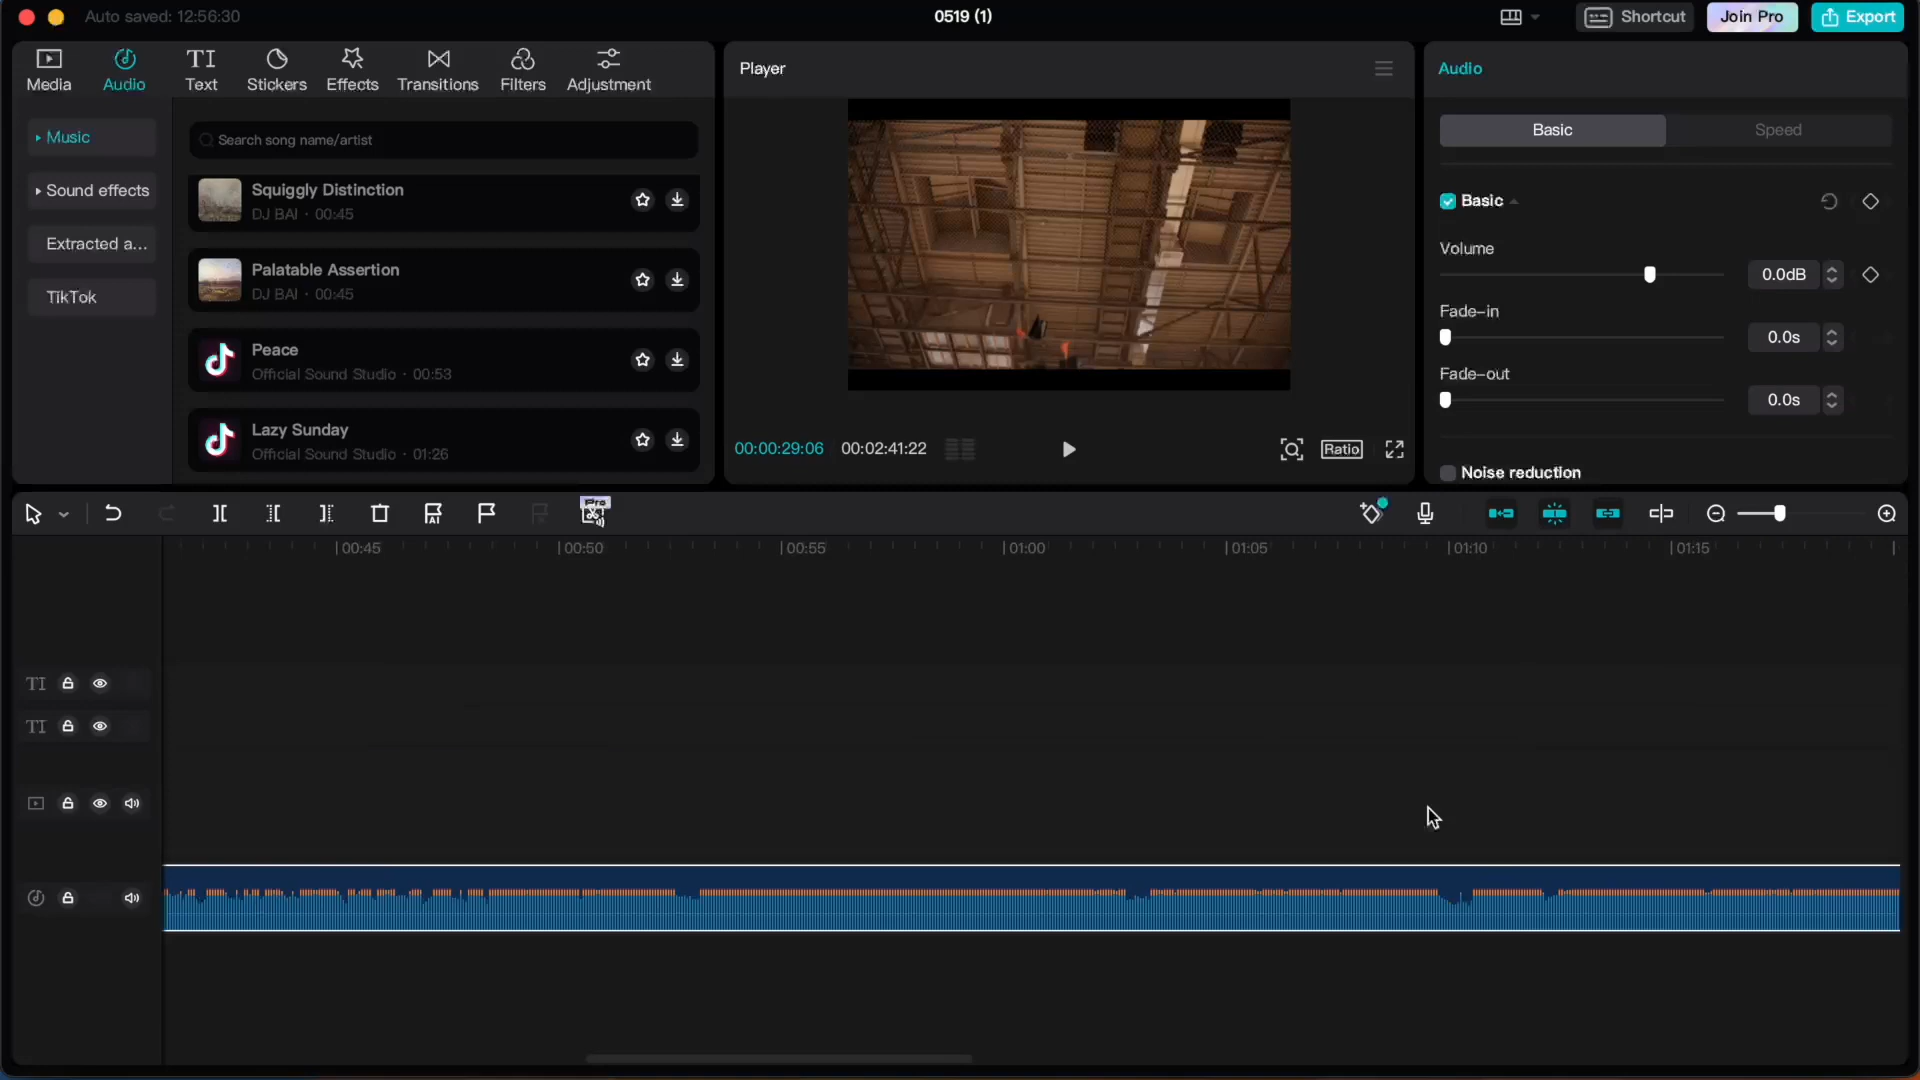 Auto saved: 12:56:30
0519 (1)
Shortcut
Join Pro
Export
Media
Audio
TI
Text
Stickers
Effects
Transitions
Filters
Adjustment
Music
Sound effects
Extracted a...
TikTok
Search song name/artist
Squiggly Distinction
DJ BAI · 00:45
Palatable Assertion
DJ BAI · 00:45
Peace
Official Sound Studio · 00:53
Lazy Sunday
Official Sound Studio · 01:26
Player
00:00:29:06
00:02:41:22
Ratio
Audio
Basic
Speed
Basic
Volume
0.0dB
Fade-in
0.0s
Fade-out
0.0s
Noise reduction
AI
Pro
00:45
00:50
00:55
01:00
01:05
01:10
01:15
TI
TI